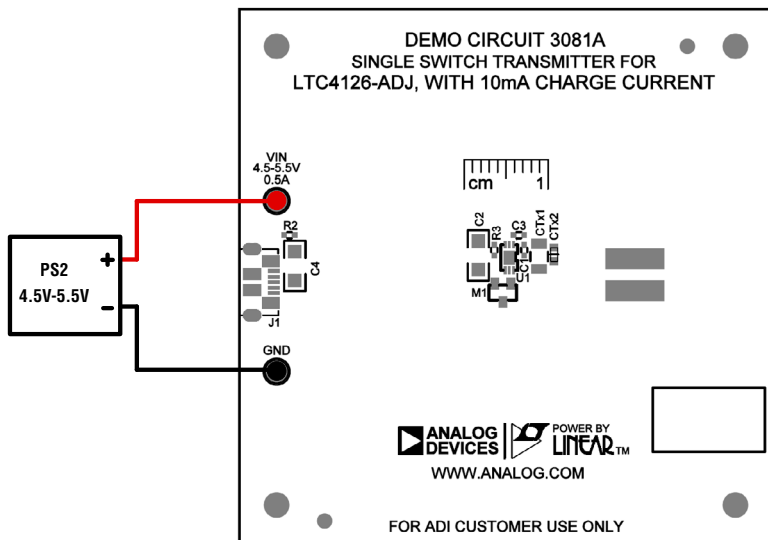 DEMO CIRCUIT 3081A
SINGLE SWITCH TRANSMITTER FOR
LTC4126-ADJ, WITH 10mA CHARGE CURRENT
VIN
4.5-5.5V
0.5A
cm 1
R2
C4
J1
C2
R3
C3
CTx1
CTx2
C1
U1
M1
PS2
4.5V-5.5V
+
–
GND
ANALOG
DEVICES
POWER BY
LINEAR™
WWW.ANALOG.COM
FOR ADI CUSTOMER USE ONLY